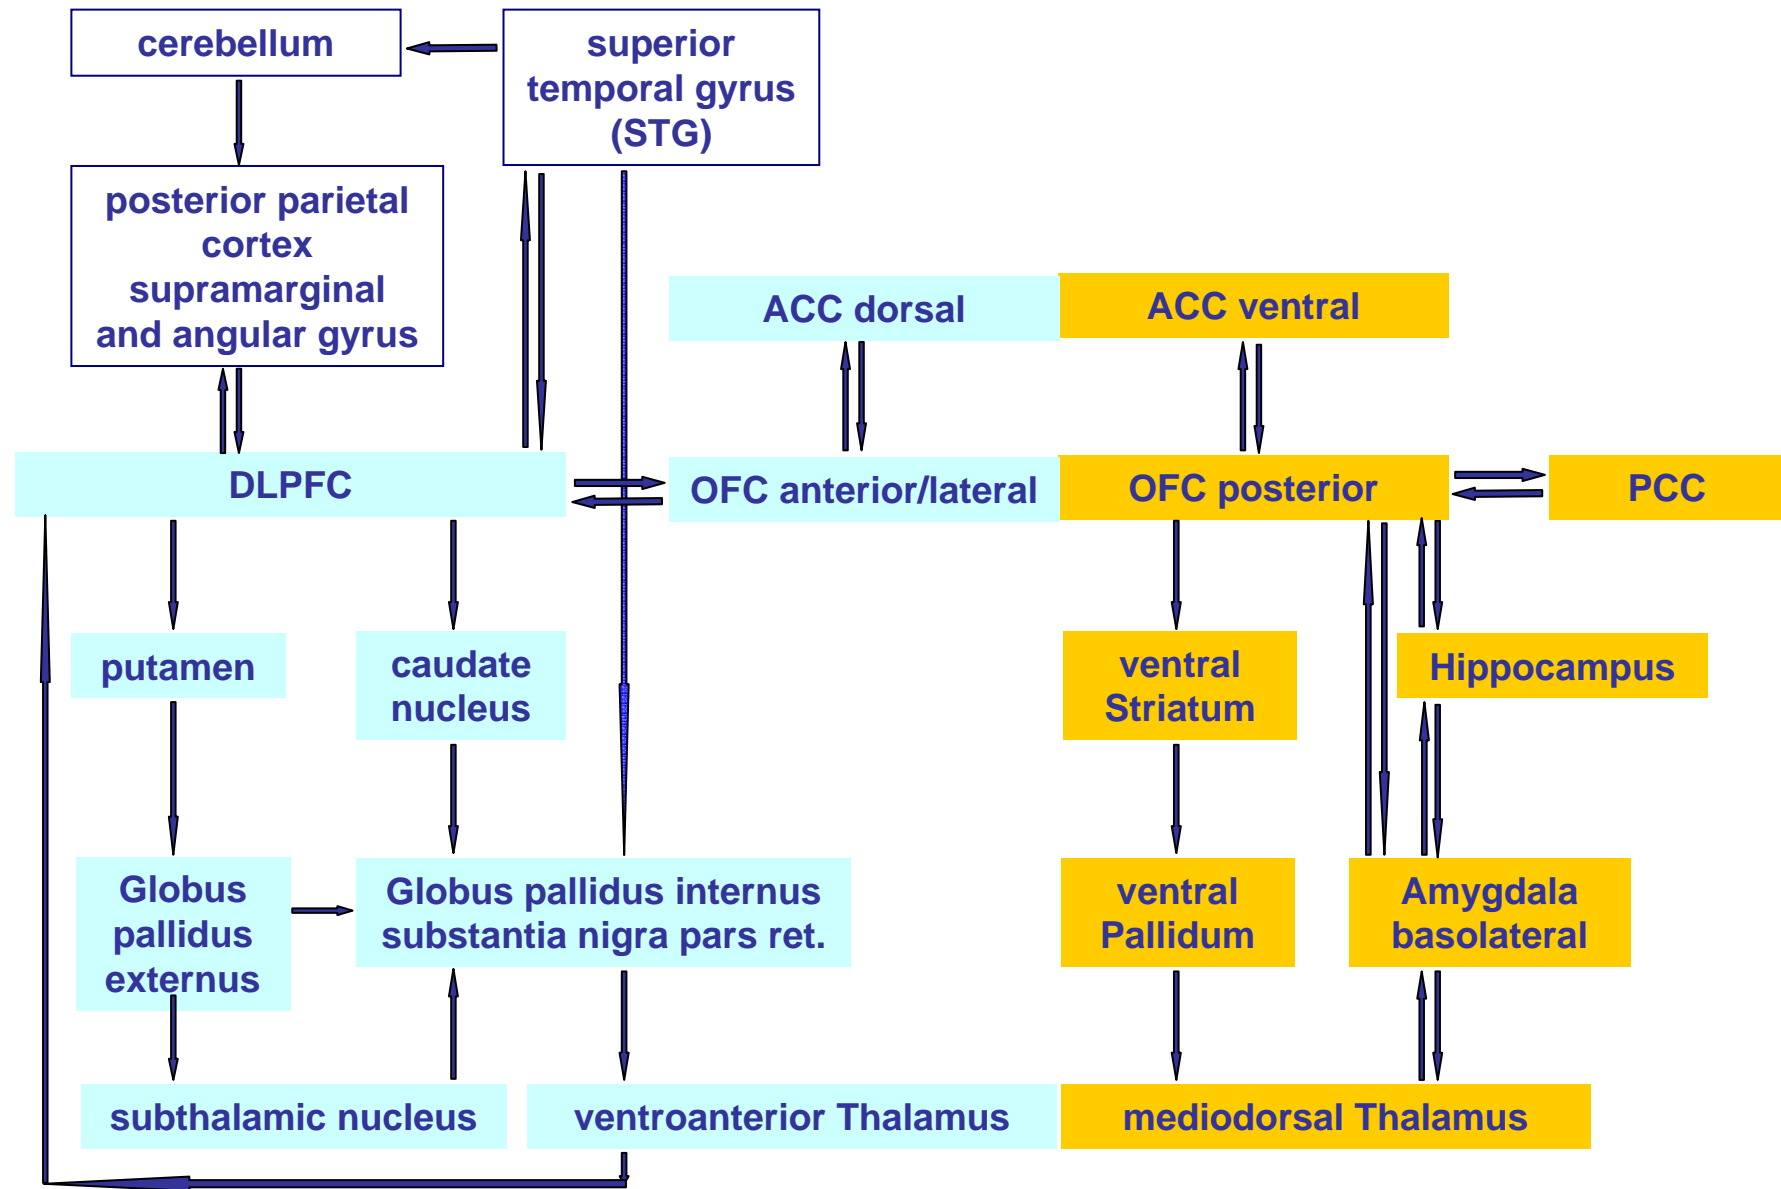 cerebellum
superior
temporal gyrus
(STG)
posterior parietal
cortex
supramarginal
and angular gyrus
ACC dorsal
ACC ventral
DLPFC
OFC anterior/lateral
OFC posterior
PCC
putamen
caudate
nucleus
ventral
Striatum
Hippocampus
Globus
pallidus
externus
Globus pallidus internus
substantia nigra pars ret.
ventral
Pallidum
Amygdala
basolateral
subthalamic nucleus
ventroanterior Thalamus
mediodorsal Thalamus